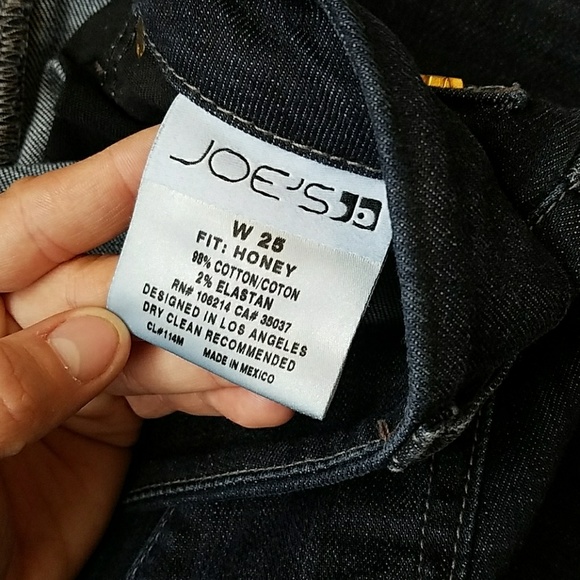 JOE'S
W 25
FIT: HONEY
98% COTTON/COTON
2% ELASTAN
RN# 106214 CA# 35037
DESIGNED IN LOS ANGELES
DRY CLEAN RECOMMENDED
CL#114M MADE IN MEXICO